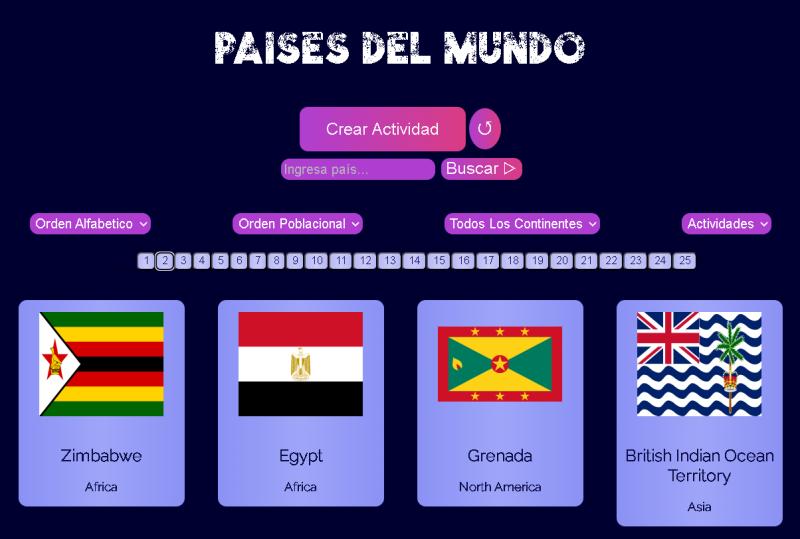 PAISES DEL MUNDO
Crear Actividad ↺
Ingresa país... Buscar ▷
Orden Alfabetico Orden Poblacional Todos Los Continentes Actividades
1 2 3 4 5 6 7 8 9 10 11 12 13 14 15 16 17 18 19 20 21 22 23 24 25
Zimbabwe
Africa
Egypt
Africa
Grenada
North America
British Indian Ocean
Territory
Asia